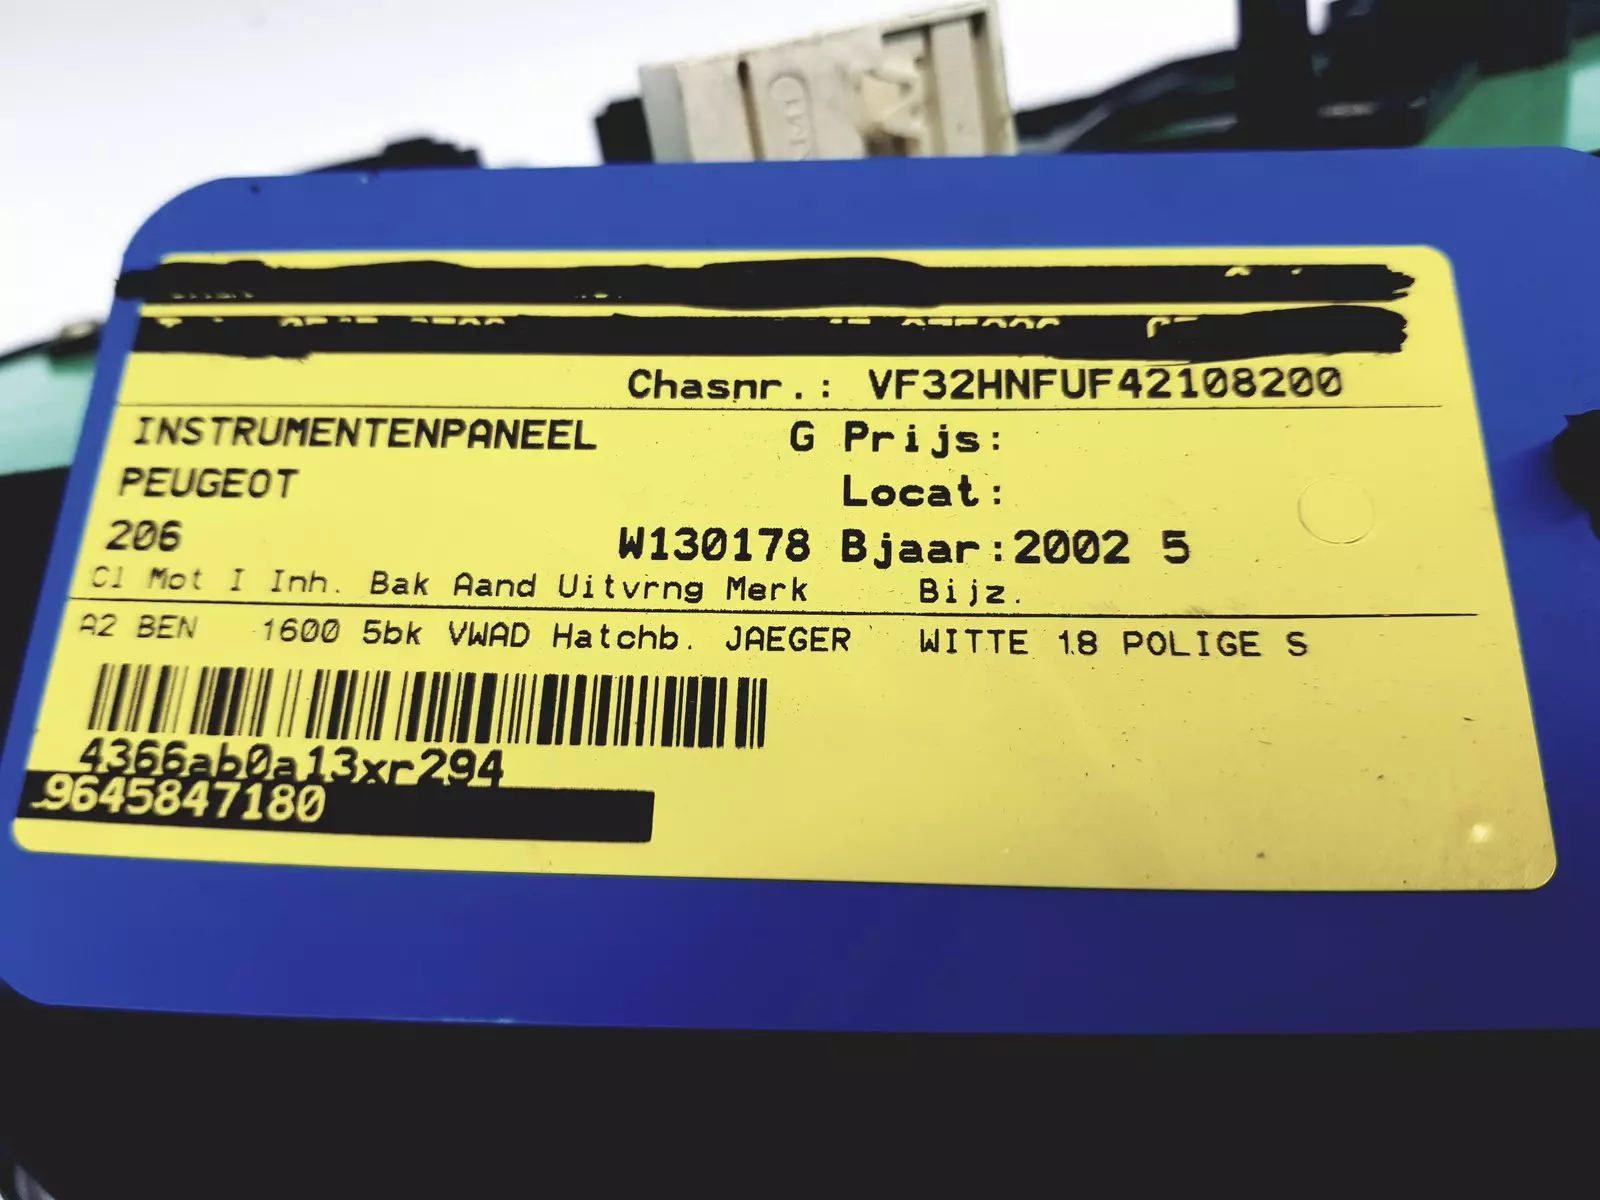 Chasnr.: VF32HNFUF42108200
INSTRUMENTENPANEEL G Prijs:
PEUGEOT Locat:
206 W130178 Bjaar:2002 5
Cl Mot I Inh. Bak Aand Uitvrng Merk Bijz.
A2 BEN 1600 5bk VWAD Hatchb. JAEGER WITTE 18 POLIGE S
4366ab0a13xr294
9645847180